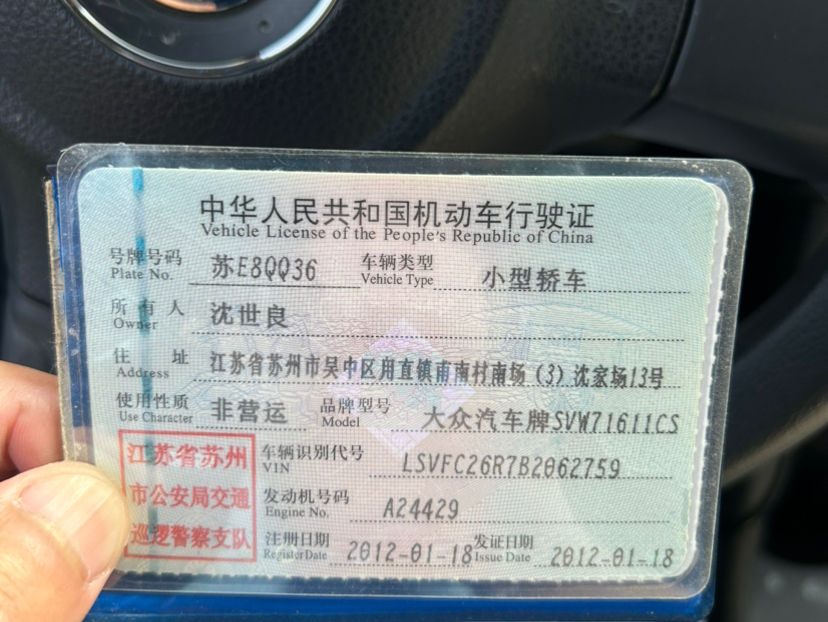 中华人民共和国机动车行驶证
Vehicle License of the People's Republic of China
号牌号码 苏E8QQ36 车辆类型 小型轿车
Plate No. Vehicle Type
所有人 沈世良
Owner
住址 江苏省苏州市吴中区甪直镇甫南村南场(3)沈家场13号
Address
使用性质 非营运 品牌型号 大众汽车牌SVW71611CS
Use Character Model
江苏省苏州 车辆识别代号 LSVFC26R7B2062759
VIN
市公安局交通 发动机号码 A24429
Engine No.
巡逻警察支队 注册日期 2012-01-18 发证日期 2012-01-18
Register Date Issue Date